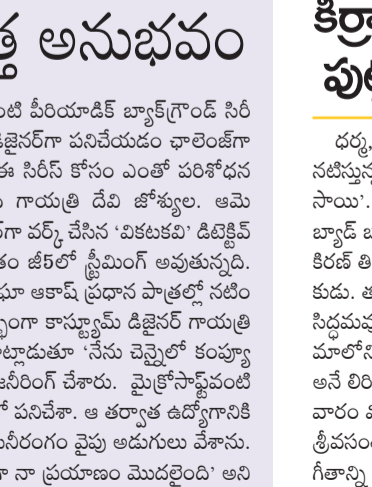 త్త అనుభవం
ంటి పీరియాడిక్ బ్యాక్‌గ్రౌండ్ సిరీ
డిజైనర్‌గా పనిచేయడం ఛాలెంజ్‌గా
ఈ సిరీస్ కోసం ఎంతో పరిశోధన
గాయత్రి దేవి జోశ్యుల. ఆమె
ర్‌గా వర్క్ చేసిన ‘వికటకవి’ డిటెక్టివ్
తం జీ5లో స్ట్రీమింగ్ అవుతున్నది.
ఘా ఆకాష్ ప్రధాన పాత్రల్లో నటిం
భంగా కాస్ట్యూమ్ డిజైనర్ గాయత్రి
ాట్లాడుతూ ‘నేను చెన్నైలో కంప్యూ
జనీరింగ్ చేశారు. మైక్రోసాఫ్ట్‌వంటి
లో పనిచేశా. ఆ తర్వాత ఉద్యోగానికి
నీరంగం వైపు అడుగులు వేశాను.
ా నా ప్రయాణం మొదలైంది’ అని
కిర్రా
పుట
ధర్మ,
నటిస్తున్న
సాయి’.
బ్యాడ్ బ
కిరణ్ తి
కుడు. త
సిద్ధమవు
మాలోని
అనే లిరి
వారం వ
శ్రీవసం
గీతాన్ని